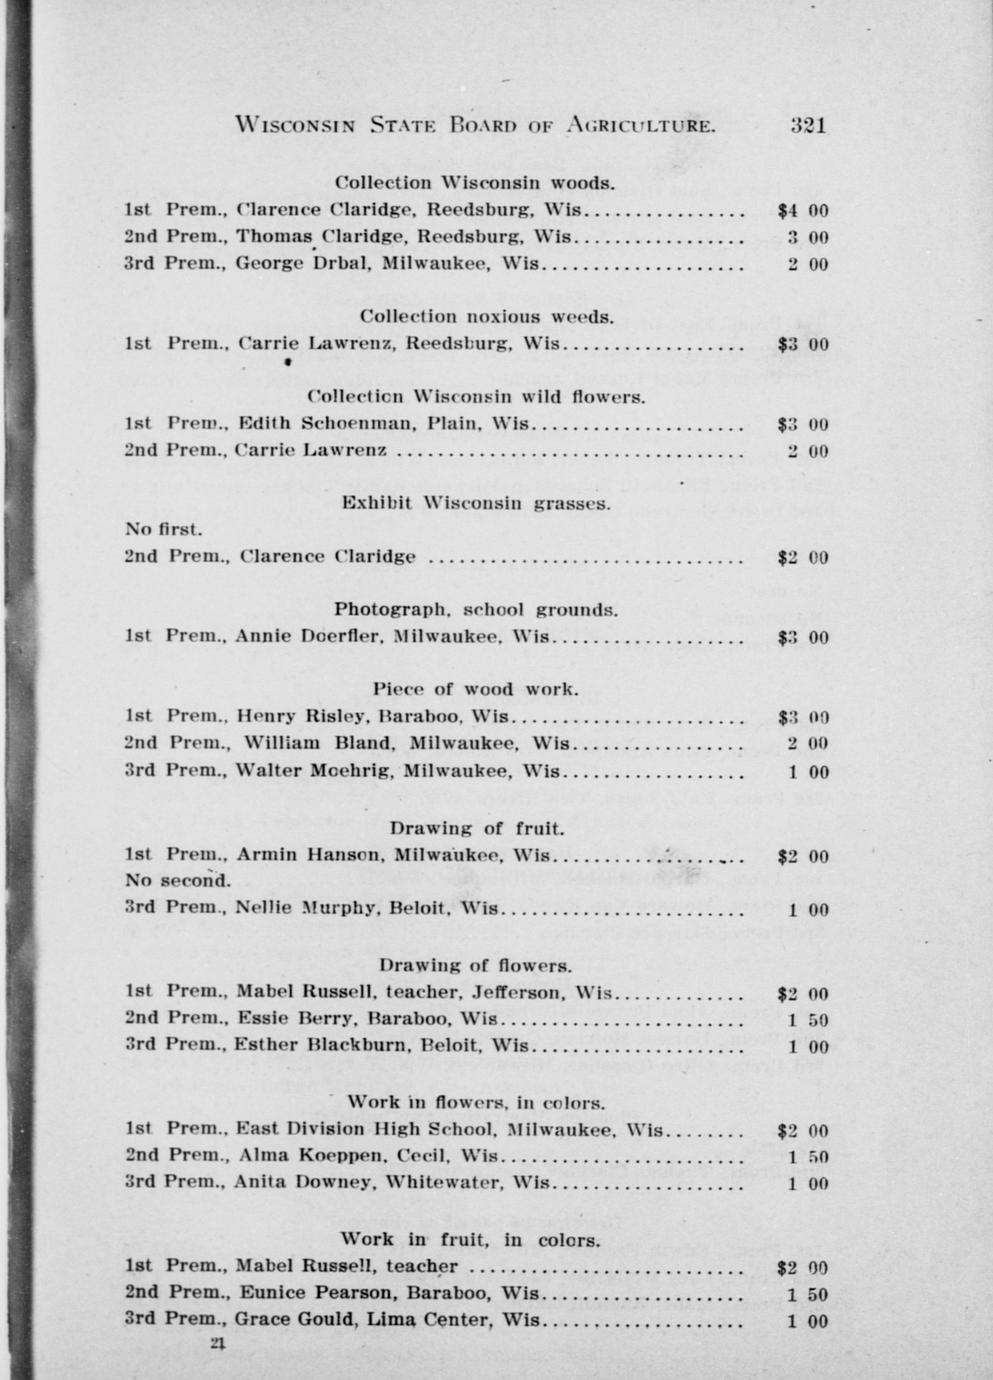 WISCONSIN STATE BOARD OF AGRICULTURE. 321
Collection Wisconsin woods.
1st Prem., Clarence Claridge, Reedsburg, Wis................ $4 00
2nd Prem., Thomas Claridge, Reedsburg, Wis................. 3 00
3rd Prem., George Drbal, Milwaukee, Wis.................... 2 00
Collection noxious weeds.
1st Prem., Carrie Lawrenz, Reedsburg, Wis.................. $3 00
Collection Wisconsin wild flowers.
1st Prem., Edith Schoenman, Plain, Wis..................... $3 00
2nd Prem., Carrie Lawrenz .................................. 2 00
Exhibit Wisconsin grasses.
No first.
2nd Prem., Clarence Claridge ............................... $2 00
Photograph, school grounds.
1st Prem., Annie Doerfler, Milwaukee, Wis................... $3 00
Piece of wood work.
1st Prem., Henry Risley, Baraboo, Wis....................... $3 00
2nd Prem., William Bland, Milwaukee, Wis................. 2 00
3rd Prem., Walter Moehrig, Milwaukee, Wis.................. 1 00
Drawing of fruit.
1st Prem., Armin Hanson, Milwaukee, Wis................... $2 00
No second.
3rd Prem., Nellie Murphy, Beloit, Wis........................ 1 00
Drawing of flowers.
1st Prem., Mabel Russell, teacher, Jefferson, Wis............. $2 00
2nd Prem., Essie Berry, Baraboo, Wis........................ 1 50
3rd Prem., Esther Blackburn, Beloit, Wis..................... 1 00
Work in flowers, in colors.
1st Prem., East Division High School, Milwaukee, Wis........ $2 00
2nd Prem., Alma Koeppen, Cecil, Wis........................ 1 50
3rd Prem., Anita Downey, Whitewater, Wis................... 1 00
Work in fruit, in colors.
1st Prem., Mabel Russell, teacher ........................... $2 00
2nd Prem., Eunice Pearson, Baraboo, Wis.................... 1 50
3rd Prem., Grace Gould, Lima Center, Wis.................... 1 00
21